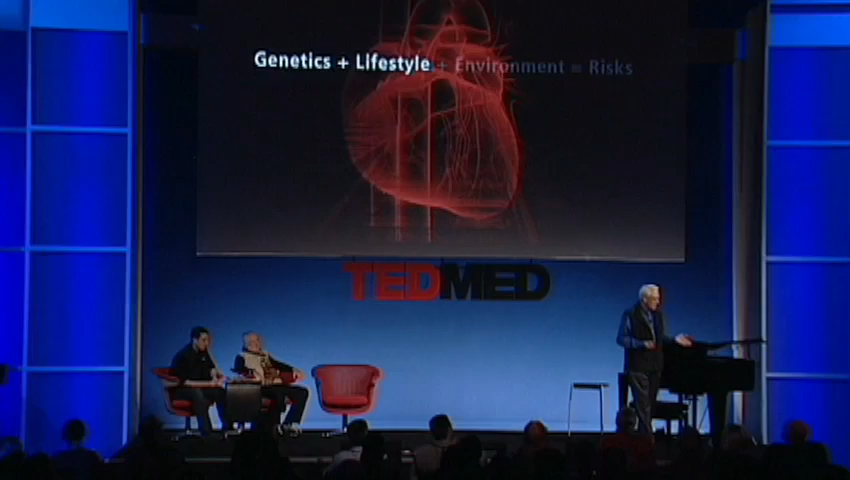 Genetics + Lifestyle + Environment = Risks
TEDMED